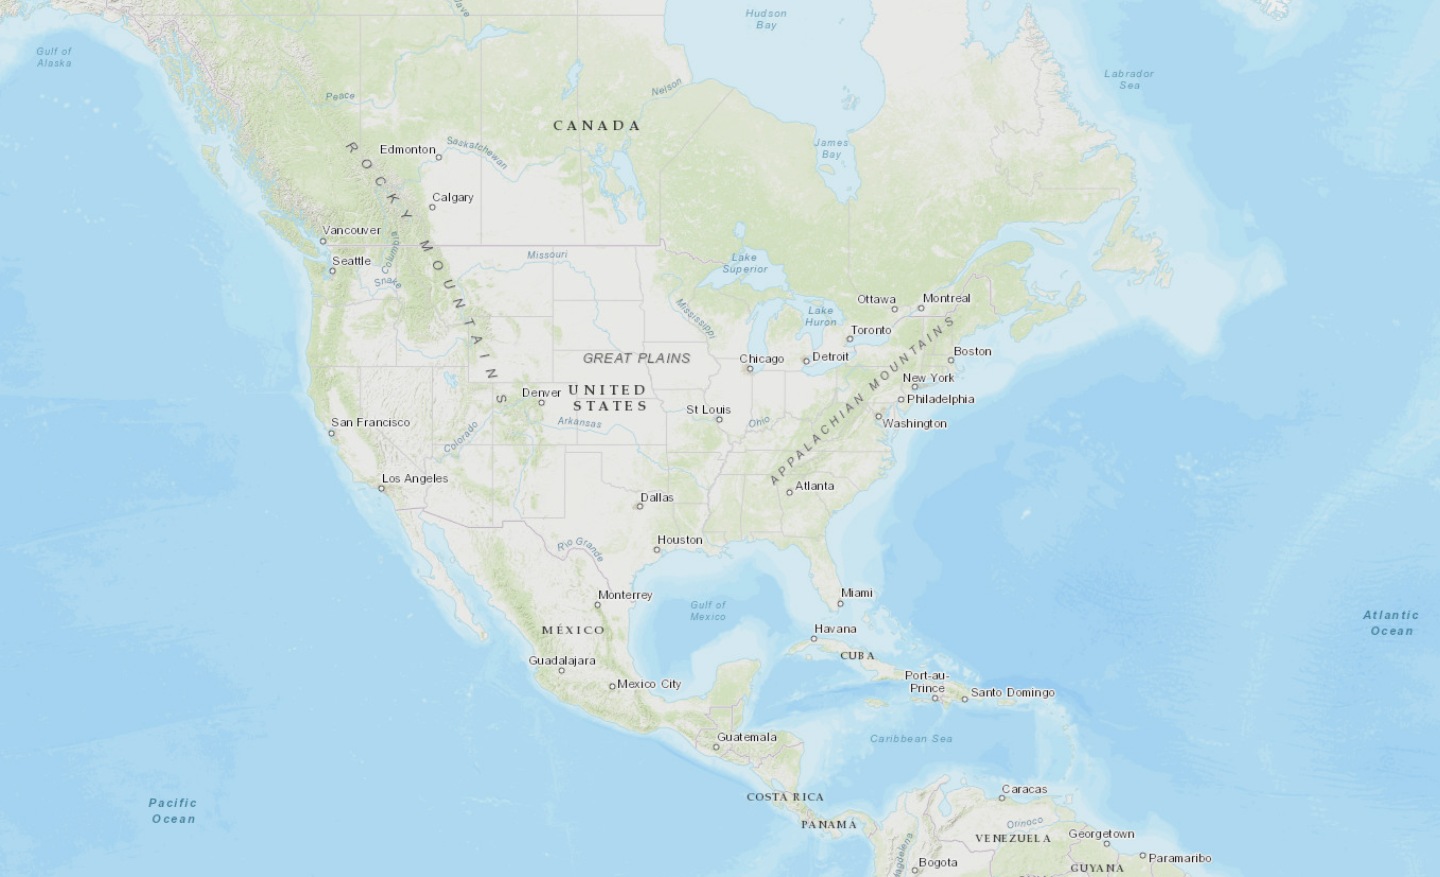 Hudson
Bay
Gulf of
Alaska
Labrador
Sea
Peace
Nelson
CANADA
James
Bay
Edmonton
Saskatchewan
ROCKY MOUNTAINS
Calgary
Vancouver
Columbia
Seattle
Snake
Missouri
Lake
Superior
Mississippi
Ottawa
Montreal
Lake
Huron
Toronto
GREAT PLAINS
Chicago
Detroit
Boston
APPALACHIAN MOUNTAINS
New York
Denver
UNITED
STATES
Philadelphia
St Louis
Ohio
Arkansas
Washington
San Francisco
Colorado
Los Angeles
Atlanta
Dallas
Houston
Rio Grande
Monterrey
Gulf of
Mexico
Miami
Atlantic
Ocean
Havana
MÉXICO
CUBA
Guadalajara
Mexico City
Port-au-
Prince
Santo Domingo
Guatemala
Caribbean Sea
Pacific
Ocean
COSTA RICA
Caracas
PANAMÁ
Orinoco
VENEZUELA
Georgetown
Bogota
Paramaribo
GUYANA